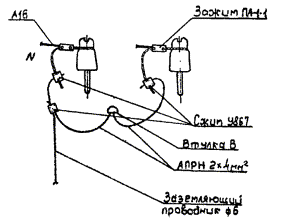 А16
Зажим ПА-1-1
N
Сжим У867
Втулка В
АПРН 2×4мм²
Заземляющий
проводник ф6